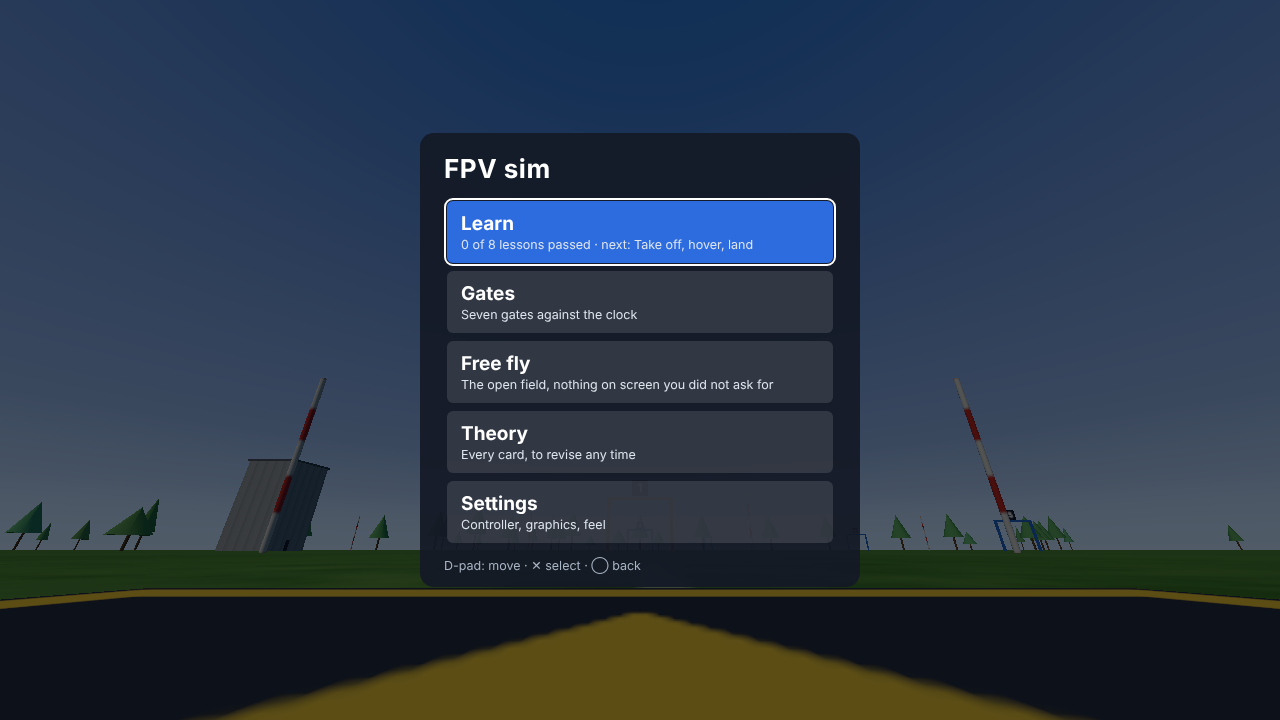 FPV sim
Learn
0 of 8 lessons passed · next: Take off, hover, land
Gates
Seven gates against the clock
Free fly
The open field, nothing on screen you did not ask for
Theory
Every card, to revise any time
Settings
Controller, graphics, feel
D-pad: move · ✕ select · ◯ back